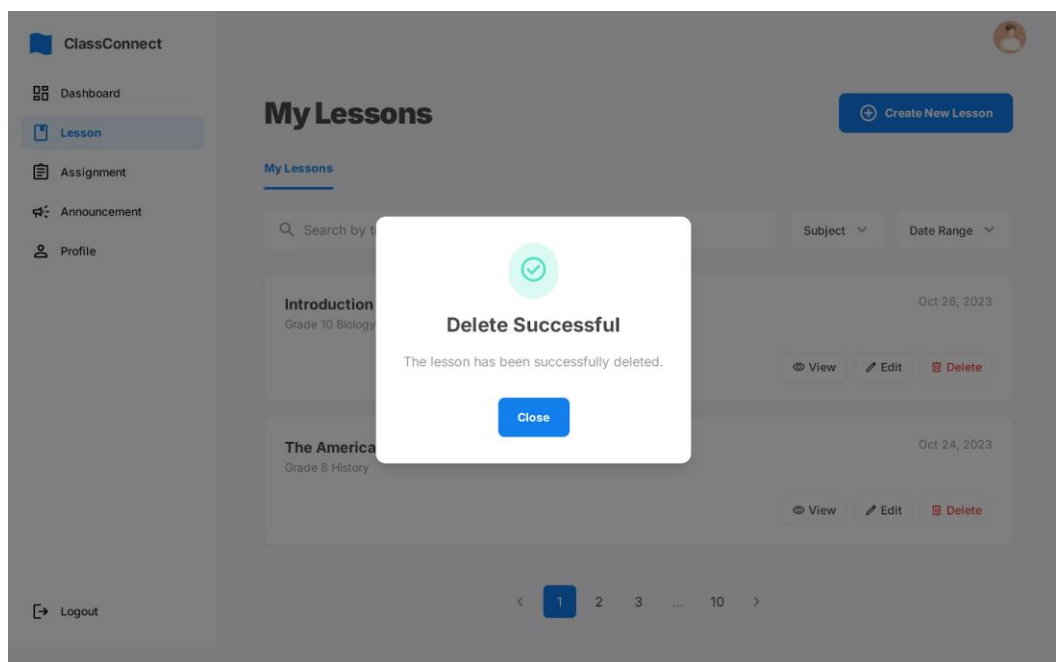 ClassConnect
Dashboard
Lesson
Assignment
Announcement
Profile
Logout
My Lessons
Create New Lesson
My Lessons
Search by
Subject
Date Range
Introduction
Oct 26, 2023
Grade 10 Biology
View Edit Delete
Delete Successful
The lesson has been successfully deleted.
Close
The America
Oct 24, 2023
Grade 8 History
View Edit Delete
< 1 2 3 ... 10 >